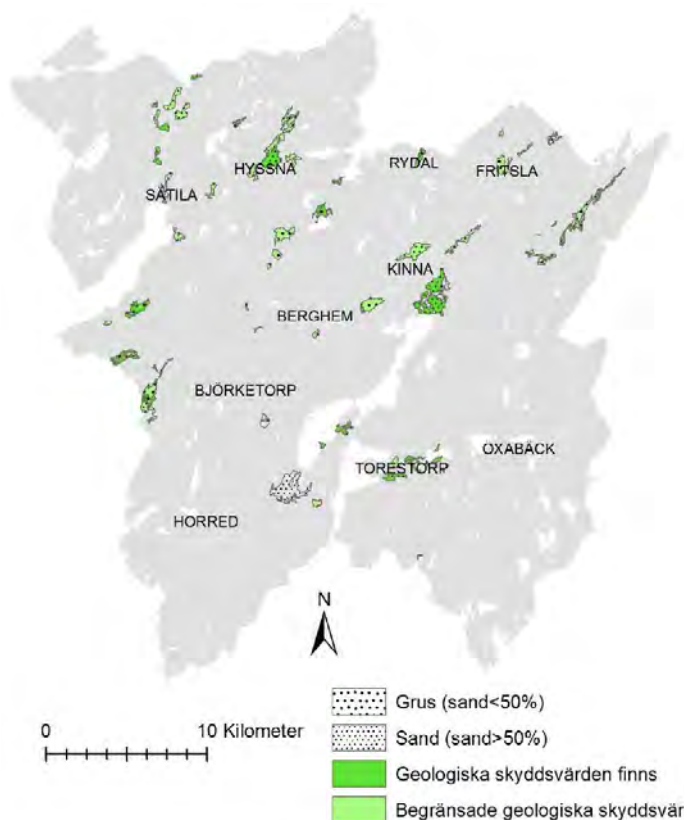 HYSSNA
RYDAL
FRITSLA
SÄTILA
KINNA
BERGHEM
BJÖRKETORP
ÖXABÄCK
TORESTORP
HORRED
N
0 10 Kilometer
Grus (sand<50%)
Sand (sand>50%)
Geologiska skyddsvärden finns
Begränsade geologiska skyddsvär